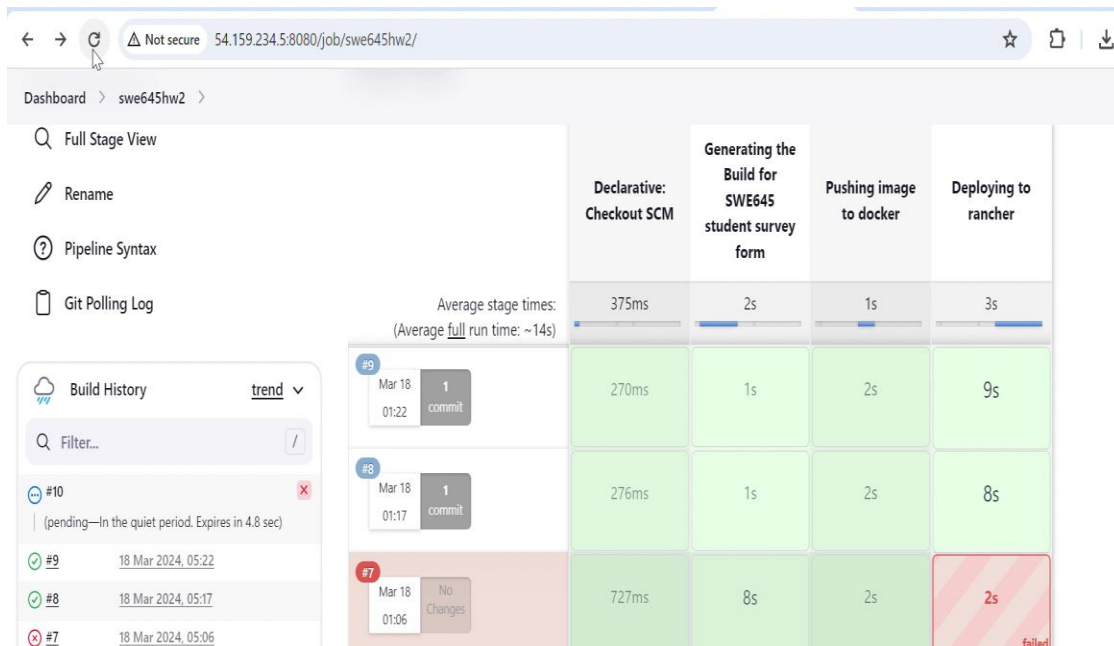 Not secure 54.159.234.5:8080/job/swe645hw2/
Dashboard > swe645hw2 >
Full Stage View
Rename
Pipeline Syntax
Git Polling Log
Declarative:
Checkout SCM
Generating the
Build for
SWE645
student survey
form
Pushing image
to docker
Deploying to
rancher
Average stage times:
(Average full run time: ~14s)
375ms
2s
1s
3s
Build History
trend
Filter...
/
#10
(pending—In the quiet period. Expires in 4.8 sec)
#9 18 Mar 2024, 05:22
#8 18 Mar 2024, 05:17
#7 18 Mar 2024, 05:06
#9
Mar 18
01:22
1
commit
270ms
1s
2s
9s
#8
Mar 18
01:17
1
commit
276ms
1s
2s
8s
#7
Mar 18
01:06
No
Changes
727ms
8s
2s
2s
failed